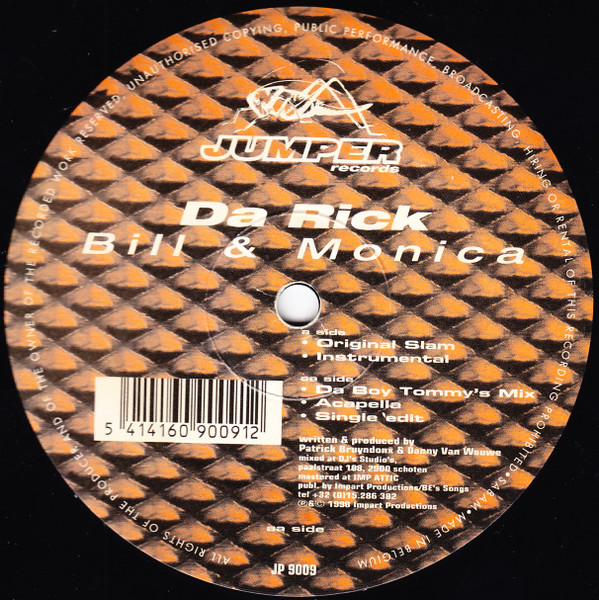 ALL RIGHTS OF THE PRODUCER AND OF THE OWNER OF THE RECORDED WORK RESERVED. UNAUTHORISED COPYING, PUBLIC PERFORMANCE, BROADCASTING, HIRING OR RENTAL OF THIS RECORDING PROHIBITED • SABAM • MADE IN BELGIUM
JUMPER
records
Da Rick
Bill & Monica
a side
• Original Slam
• Instrumental
aa side
• Da Boy Tommy's Mix
• Acapella
• Single edit
5 414160 900912
written & produced by
Patrick Bruyndonx & Danny Van Wauwe
mixed at DJ's Studio's,
paalstraat 188, 2900 schoten
mastered at IMP ATTIC
publ. by Impart Productions/BE's Songs
tel +32 (0)15.286 382
℗&© 1998 Impart Productions
aa side
JP 9009